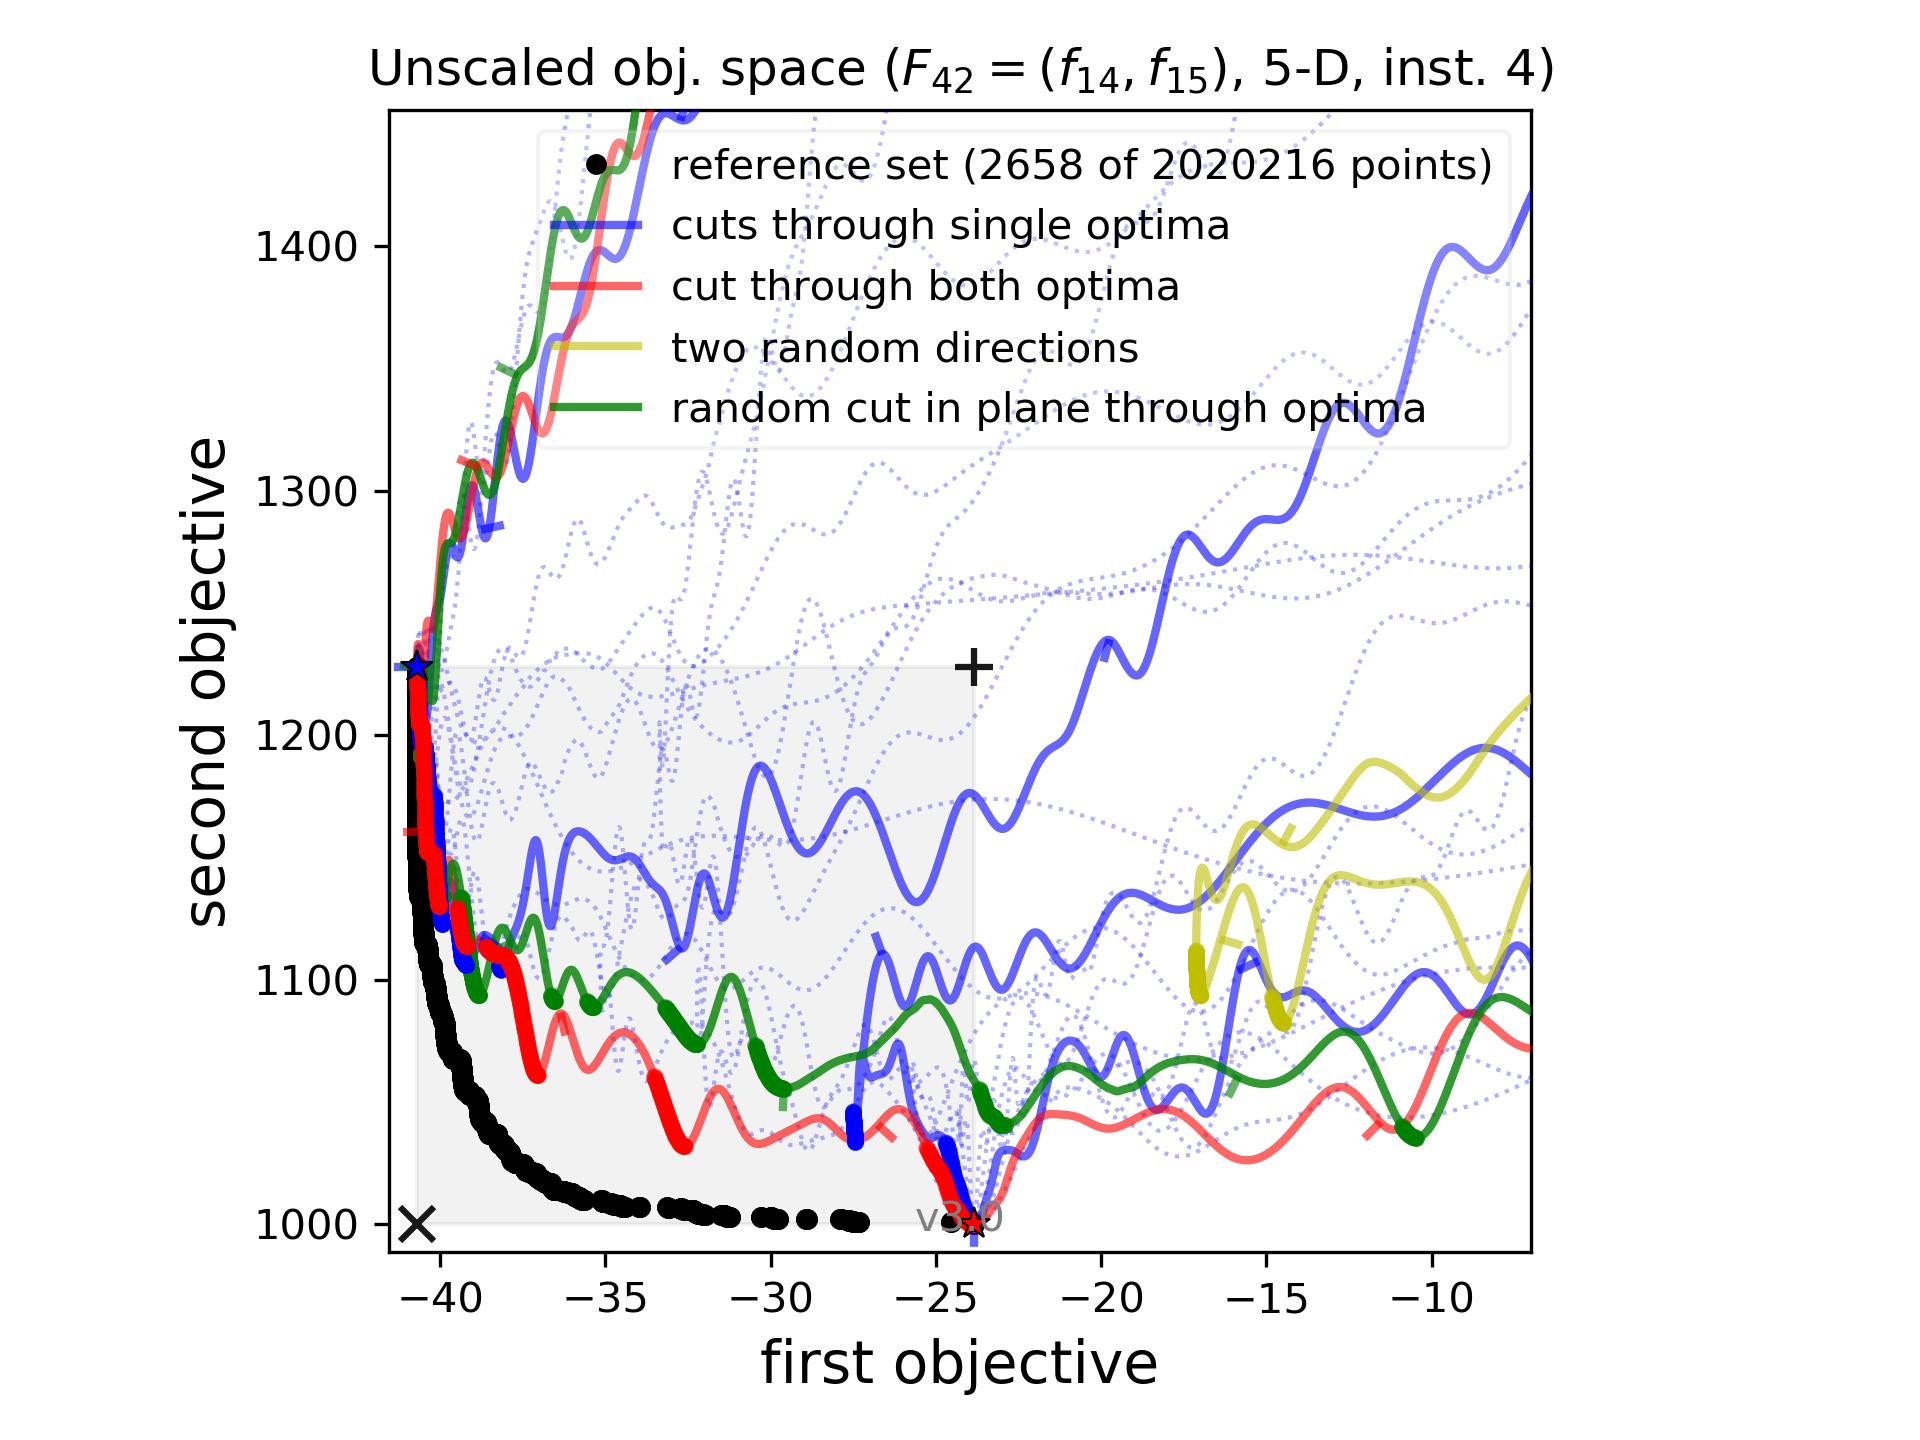 Unscaled obj. space (F42 = (f14, f15), 5-D, inst. 4)
reference set (2658 of 2020216 points)
cuts through single optima
cut through both optima
two random directions
random cut in plane through optima
second objective
1400
1300
1200
1100
1000
v3.0
−40 −35 −30 −25 −20 −15 −10
first objective